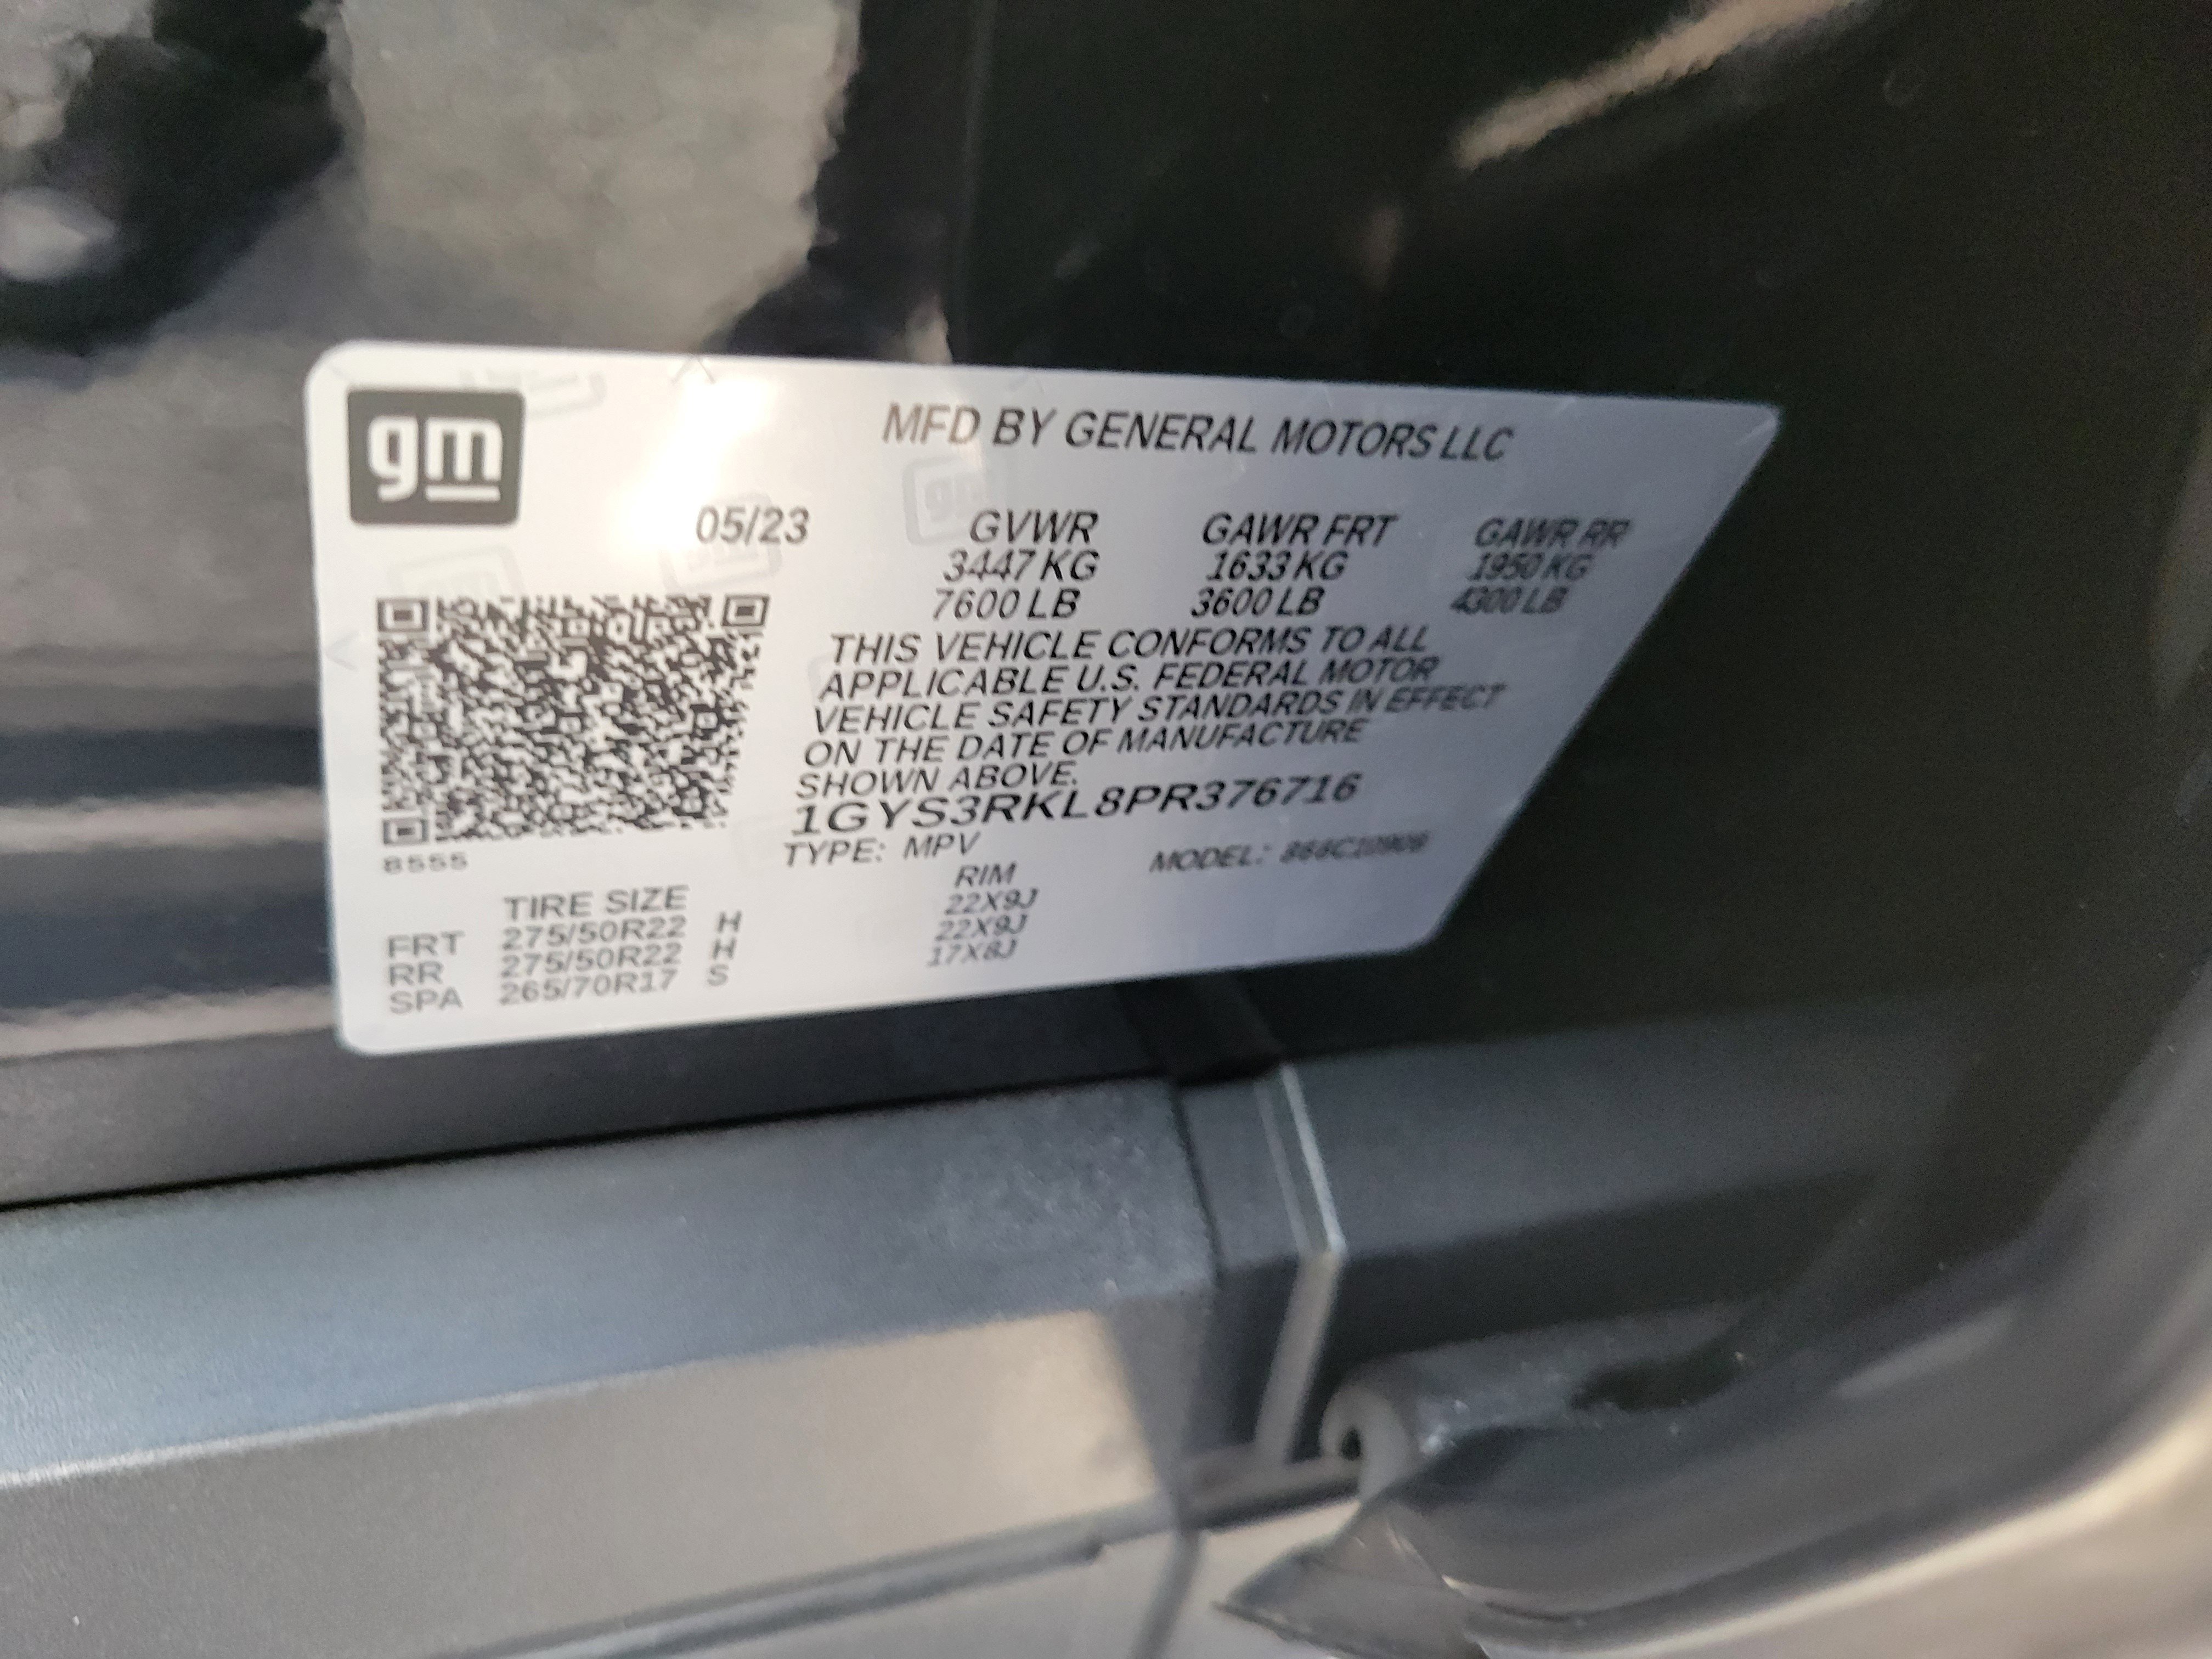 gm
MFD BY GENERAL MOTORS LLC
05/23 GVWR GAWR FRT GAWR RR
3447 KG 1633 KG 1950 KG
7600 LB 3600 LB 4300 LB
THIS VEHICLE CONFORMS TO ALL
APPLICABLE U.S. FEDERAL MOTOR
VEHICLE SAFETY STANDARDS IN EFFECT
ON THE DATE OF MANUFACTURE
SHOWN ABOVE.
1GYS3RKL8PR376716
8555
TYPE: MPV MODEL:
TIRE SIZE RIM
FRT 275/50R22 H 22X9J
RR 275/50R22 H 22X9J
SPA 265/70R17 S 17X8J